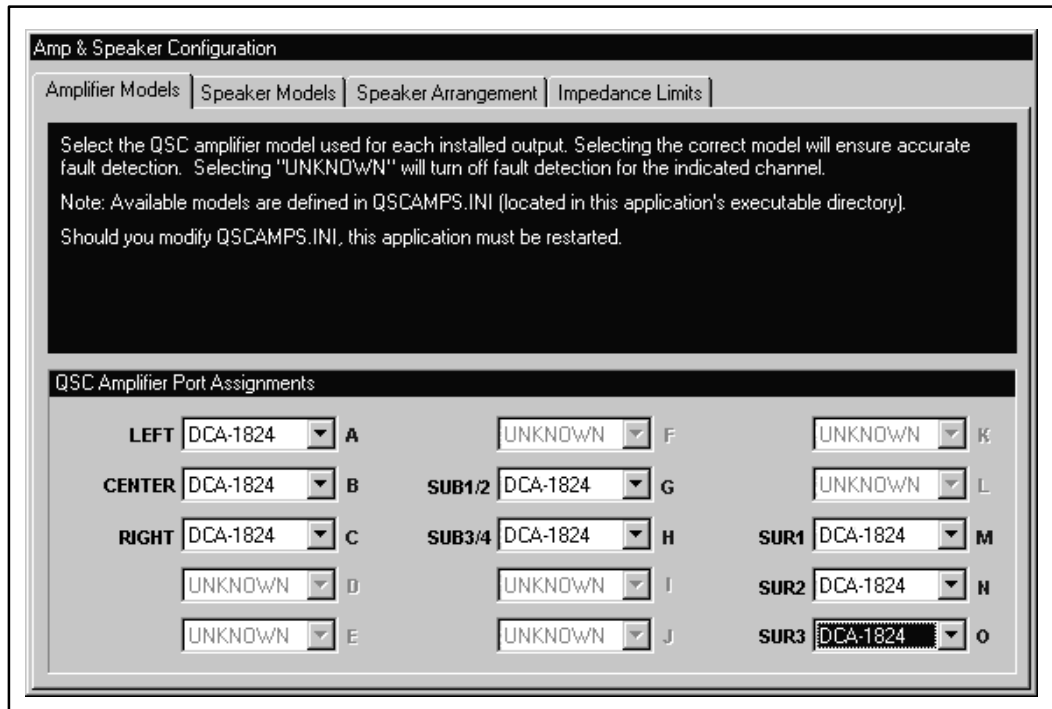 Amp & Speaker Configuration
Amplifier Models Speaker Models Speaker Arrangement Impedance Limits
Select the QSC amplifier model used for each installed output. Selecting the correct model will ensure accurate
fault detection.  Selecting "UNKNOWN" will turn off fault detection for the indicated channel.
Note: Available models are defined in QSCAMPS.INI (located in this application's executable directory).
Should you modify QSCAMPS.INI, this application must be restarted.
QSC Amplifier Port Assignments
LEFT DCA-1824 A UNKNOWN F UNKNOWN K
CENTER DCA-1824 B SUB1/2 DCA-1824 G UNKNOWN L
RIGHT DCA-1824 C SUB3/4 DCA-1824 H SUR1 DCA-1824 M
UNKNOWN D UNKNOWN I SUR2 DCA-1824 N
UNKNOWN E UNKNOWN J SUR3 DCA-1824 O